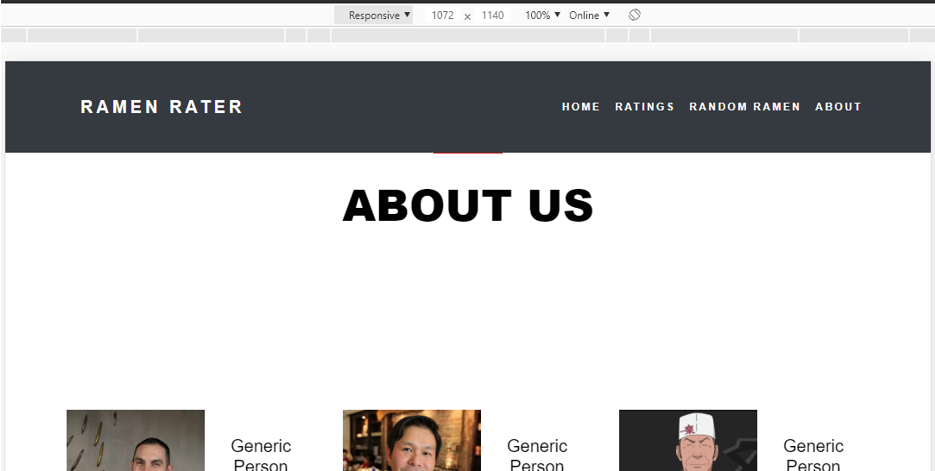 Responsive ▼ 1072 × 1140 100% ▼ Online ▼
RAMEN RATER HOME RATINGS RANDOM RAMEN ABOUT
ABOUT US
Generic Generic Generic
Person Person Person